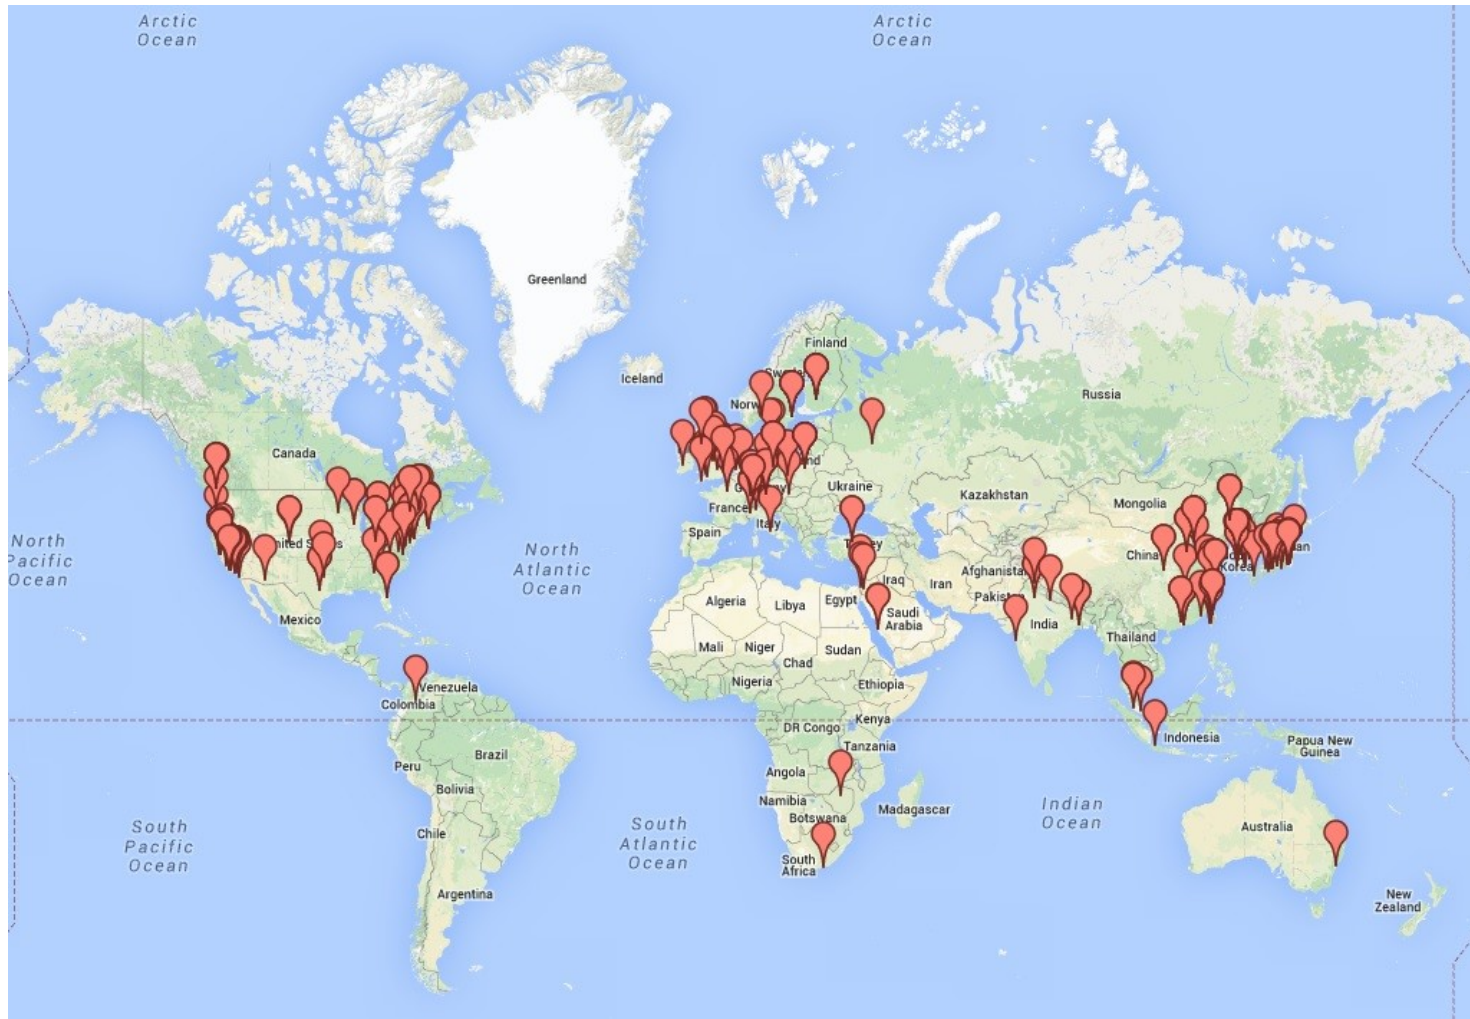 Arctic
Ocean
Arctic
Ocean
Greenland
Finland
Iceland
Russia
Canada
Ukraine
Kazakhstan
Mongolia
France
Italy
Spain
North
Pacific
Ocean
North
Atlantic
Ocean
China
Korea
Iraq
Iran
Algeria
Libya
Egypt
Saudi
Arabia
India
Mexico
Thailand
Mali
Niger
Sudan
Chad
Nigeria
Ethiopia
Venezuela
Colombia
DR Congo
Kenya
Tanzania
Indonesia
Papua New
Guinea
Brazil
Peru
Bolivia
Angola
Namibia
Botswana
Madagascar
Indian
Ocean
Australia
South
Pacific
Ocean
Chile
South
Atlantic
Ocean
South
Africa
Argentina
New
Zealand